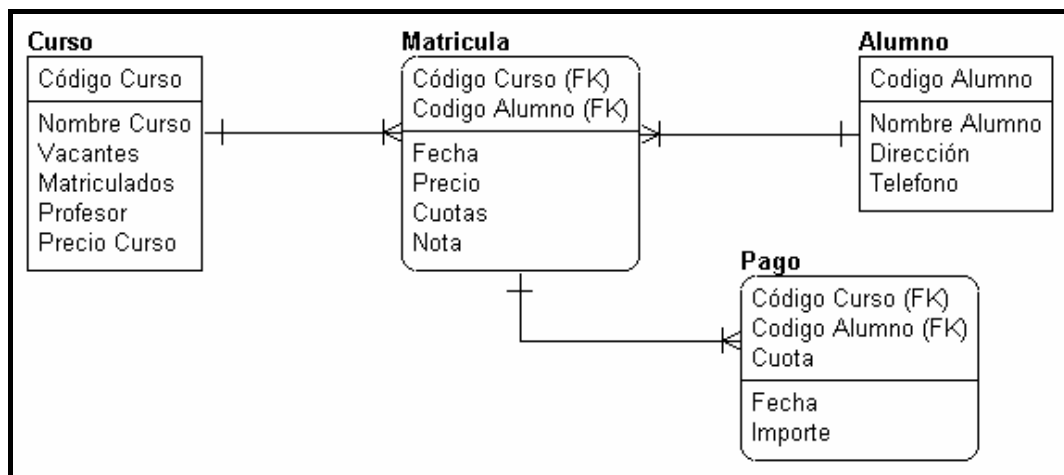 Curso
Código Curso
Nombre Curso
Vacantes
Matriculados
Profesor
Precio Curso
Matricula
Código Curso (FK)
Codigo Alumno (FK)
Fecha
Precio
Cuotas
Nota
Alumno
Codigo Alumno
Nombre Alumno
Dirección
Telefono
Pago
Código Curso (FK)
Codigo Alumno (FK)
Cuota
Fecha
Importe